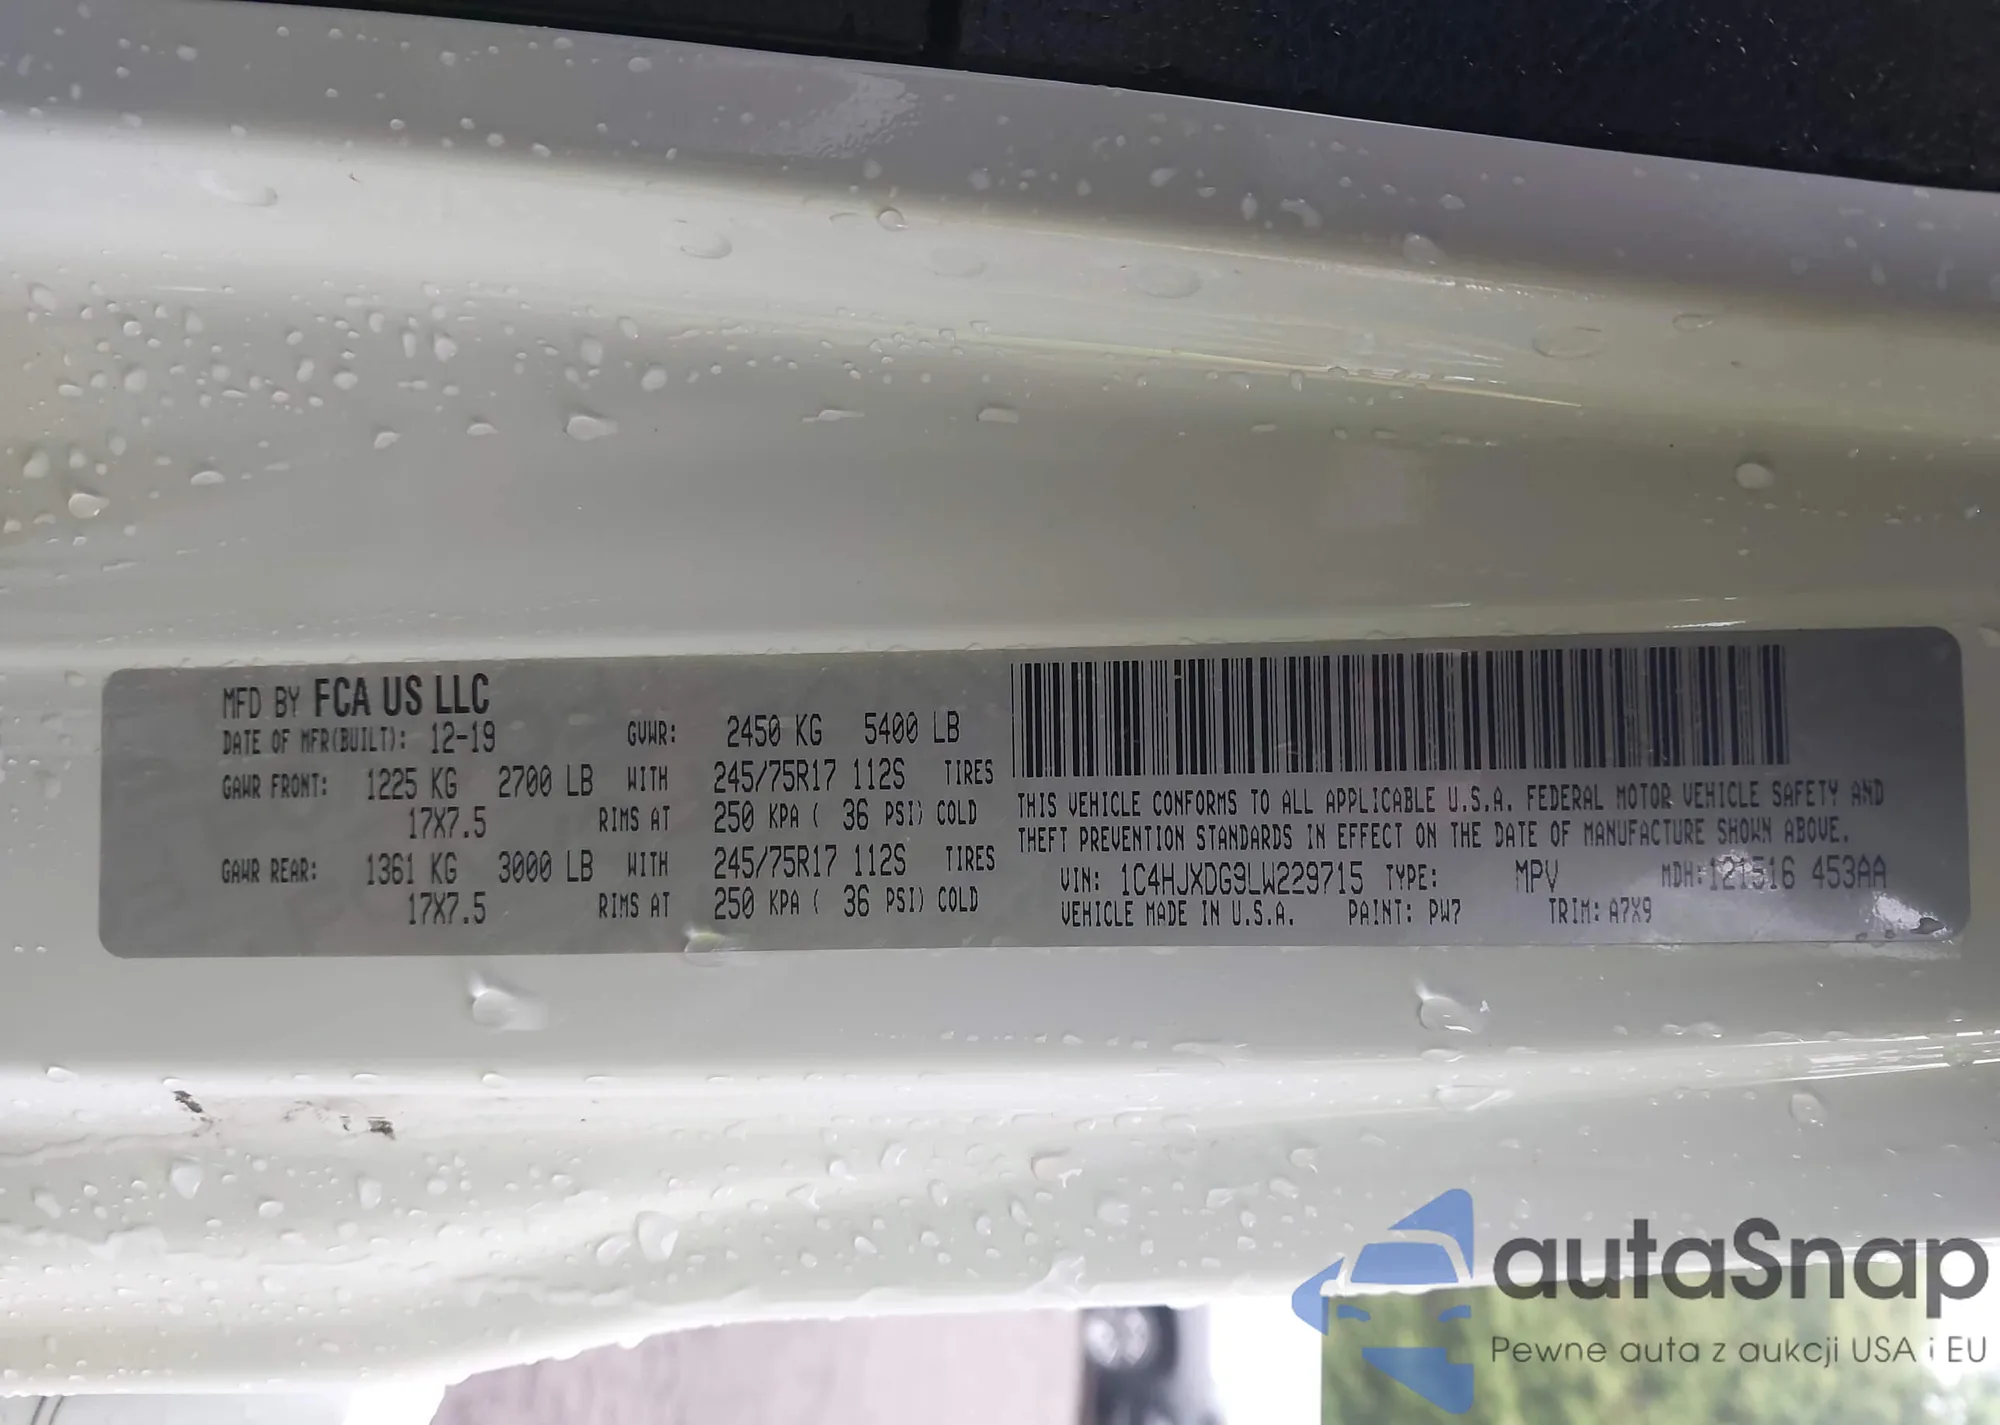 MFD BY FCA US LLC
DATE OF MFR(BUILT): 12-19 GVWR: 2450 KG 5400 LB
GAWR FRONT: 1225 KG 2700 LB WITH 245/75R17 112S TIRES
17X7.5 RIMS AT 250 KPA ( 36 PSI) COLD
GAWR REAR: 1361 KG 3000 LB WITH 245/75R17 112S TIRES
17X7.5 RIMS AT 250 KPA ( 36 PSI) COLD
THIS VEHICLE CONFORMS TO ALL APPLICABLE U.S.A. FEDERAL MOTOR VEHICLE SAFETY AND
THEFT PREVENTION STANDARDS IN EFFECT ON THE DATE OF MANUFACTURE SHOWN ABOVE.
VIN: 1C4HJXDG9LW229715 TYPE: MPV MDH: 121516 453AA
VEHICLE MADE IN U.S.A. PAINT: PW7 TRIM: A7X9
autaSnap
Pewne auta z aukcji USA i EU